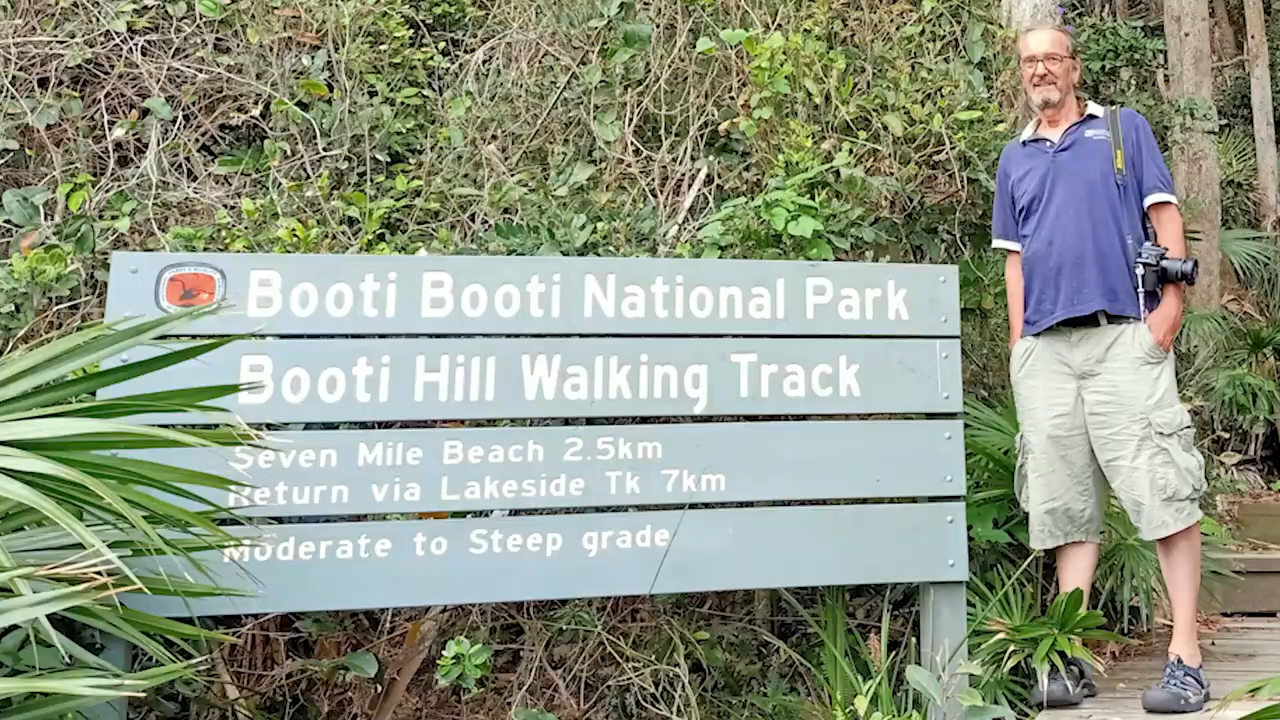 Booti Booti National Park
Booti Hill Walking Track
Seven Mile Beach 2.5km
Return via Lakeside Tk 7km
Moderate to Steep grade